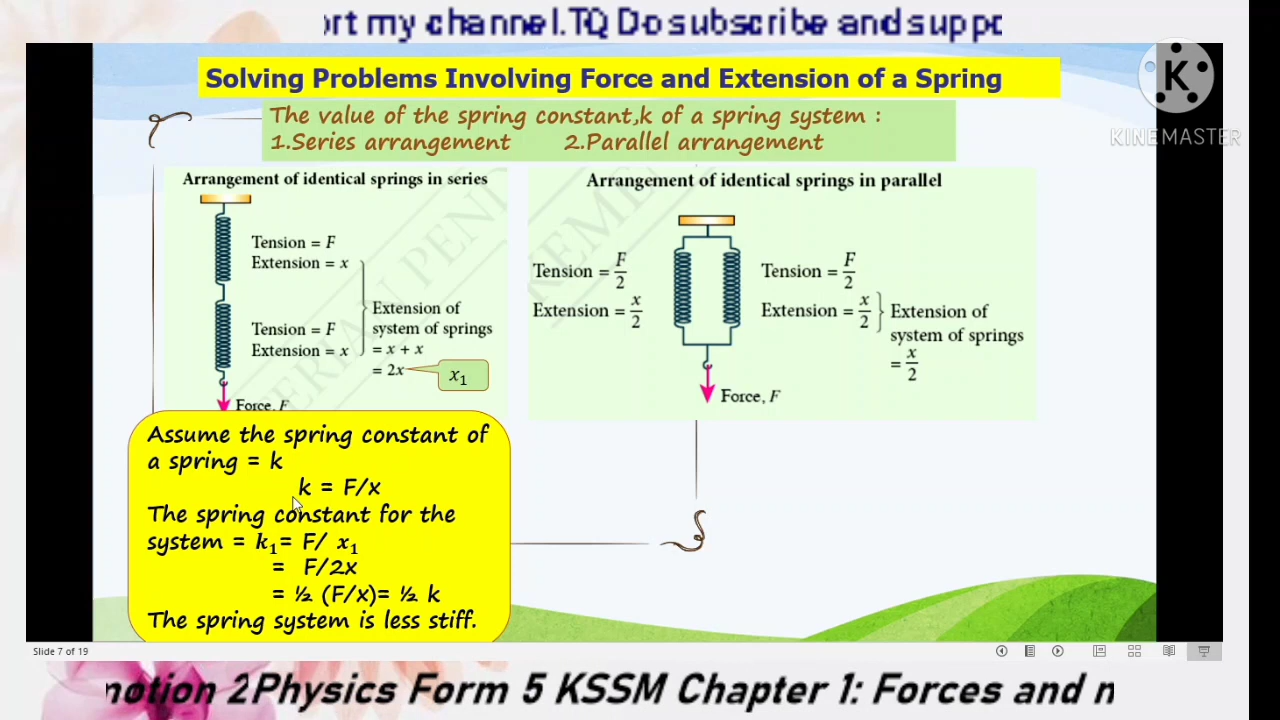 ort my channel.TQ Do subscribe and suppo
Solving Problems Involving Force and Extension of a Spring
K
KINEMASTER
The value of the spring constant,k of a spring system :
1.Series arrangement 2.Parallel arrangement
Arrangement of identical springs in series
Tension = F
Extension = x
Tension = F
Extension = x
Extension of
system of springs
= x + x
= 2x
x₁
Force, F
Arrangement of identical springs in parallel
Tension = F/2
Extension = x/2
Tension = F/2
Extension = x/2
Extension of
system of springs
= x/2
Force, F
Assume the spring constant of
a spring = k
k = F/x
The spring constant for the
system = k₁= F/ x₁
= F/2x
= ½ (F/x)= ½ k
The spring system is less stiff.
Slide 7 of 19
notion 2Physics Form 5 KSSM Chapter 1: Forces and n